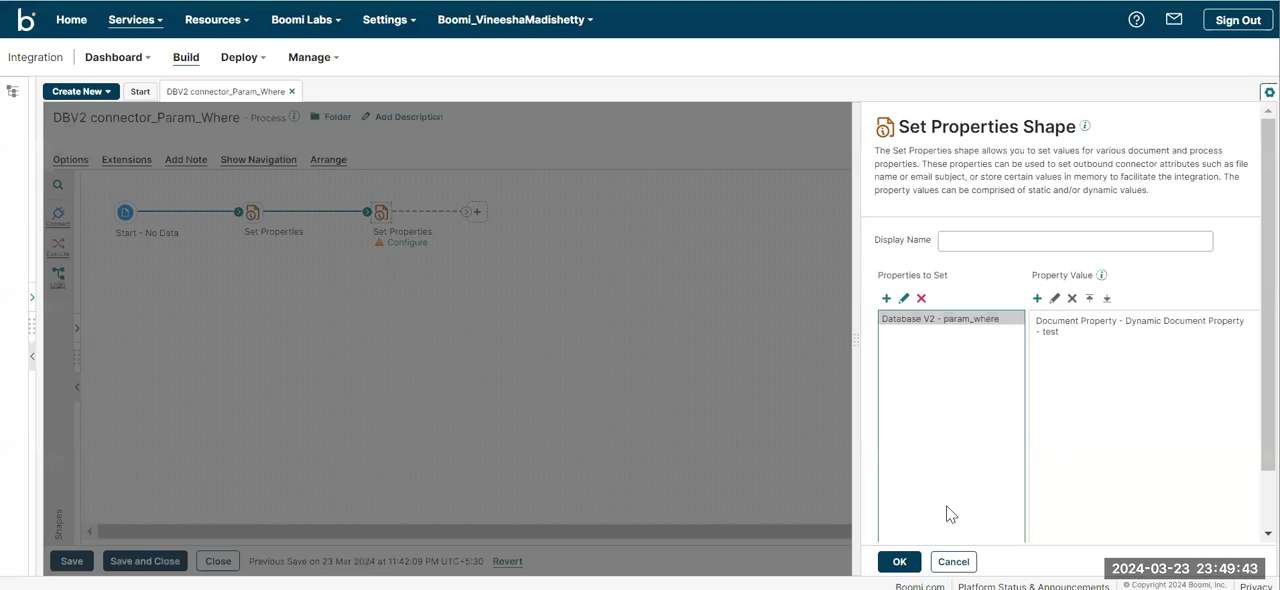 b Home Services Resources Boomi Labs Settings Boomi_VineeshaMadishetty Sign Out
Integration Dashboard Build Deploy Manage
Create New Start DBV2 connector_Param_Where
DBV2 connector_Param_Where - Process Folder Add Description
Options Extensions Add Note Show Navigation Arrange
Connect
Execute
Logic
Shapes
Start - No Data
Set Properties
Set Properties
Configure
Set Properties Shape
The Set Properties shape allows you to set values for various document and process
properties. These properties can be used to set outbound connector attributes such as file
name or email subject, or store certain values in memory to facilitate the integration. The
property values can be comprised of static and/or dynamic values.
Display Name
Properties to Set Property Value
Database V2 - param_where
Document Property - Dynamic Document Property
- test
Save Save and Close Close Previous Save on 23 Mar 2024 at 11:42:09 PM UTC+5:30 Revert
OK Cancel
2024-03-23 23:49:43
Boomi.com Platform Status & Announcements © Copyright 2024 Boomi, Inc. Privacy